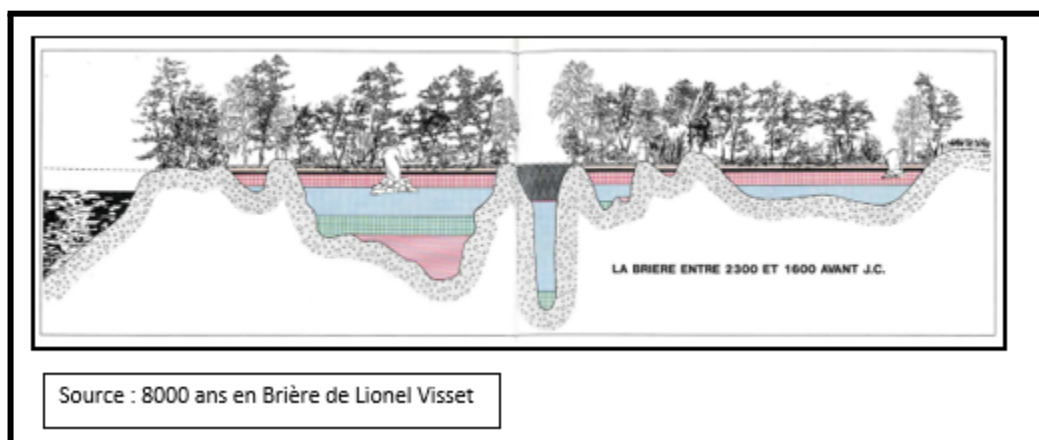 LA BRIERE ENTRE 2300 ET 1600 AVANT J.C.
Source : 8000 ans en Brière de Lionel Visset